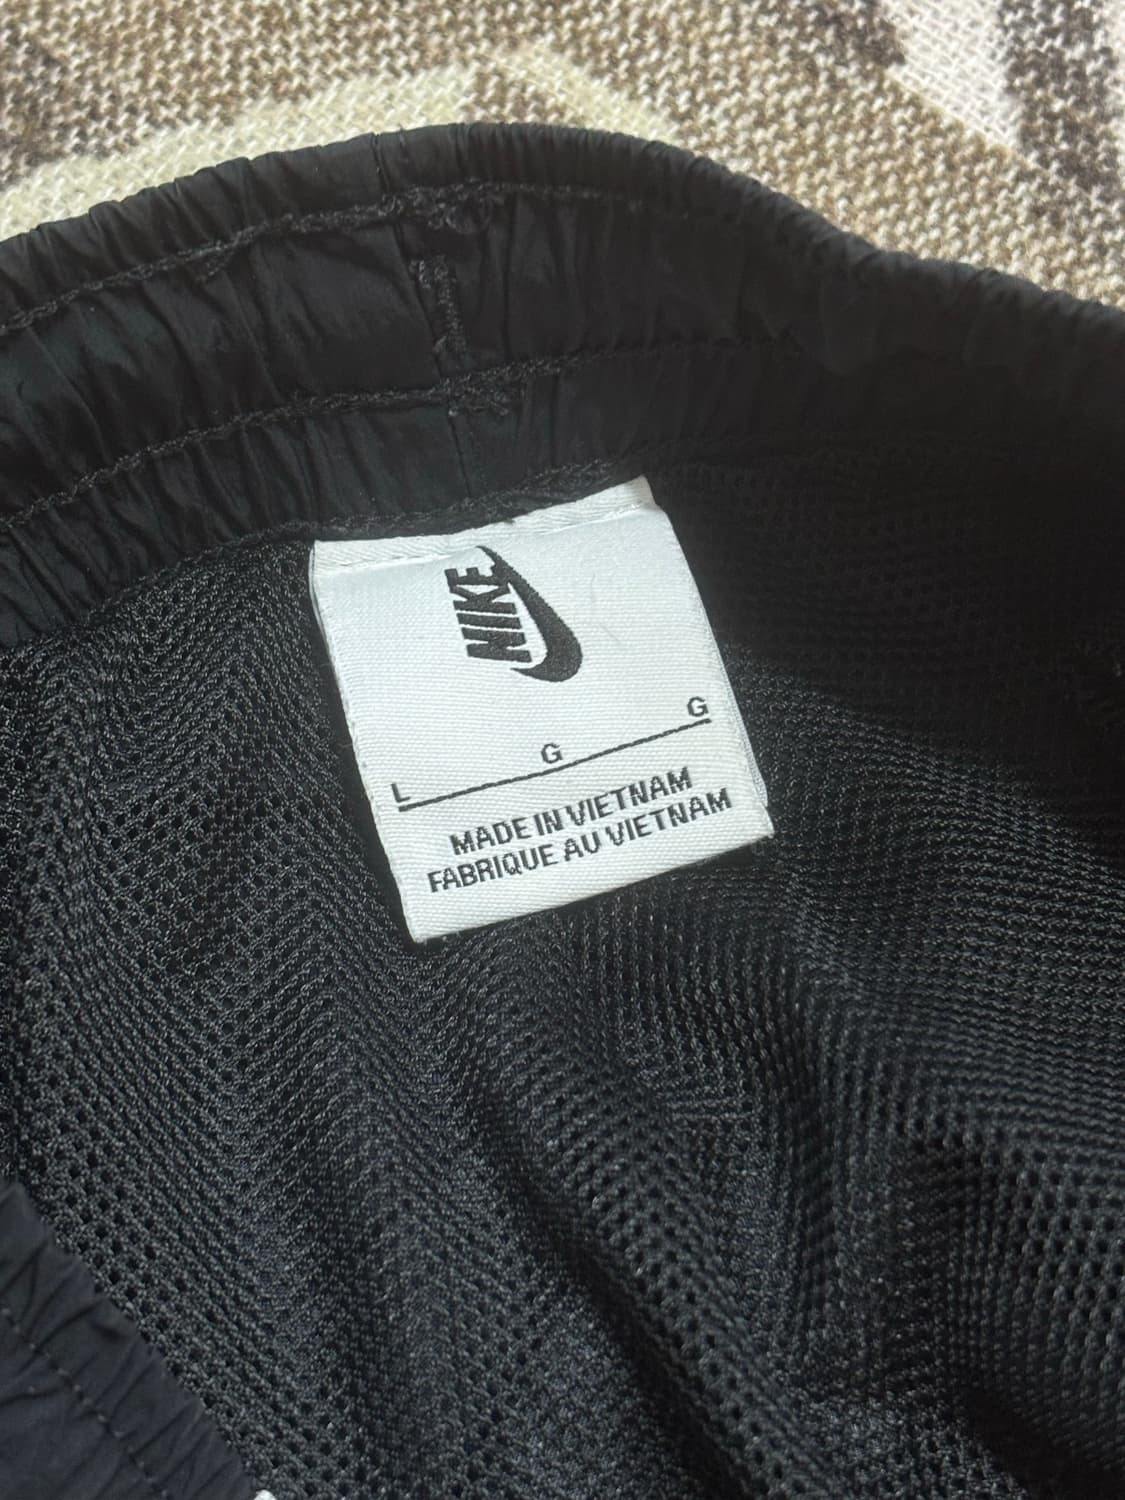 NIKE
L G G
MADE IN VIETNAM
FABRIQUE AU VIETNAM